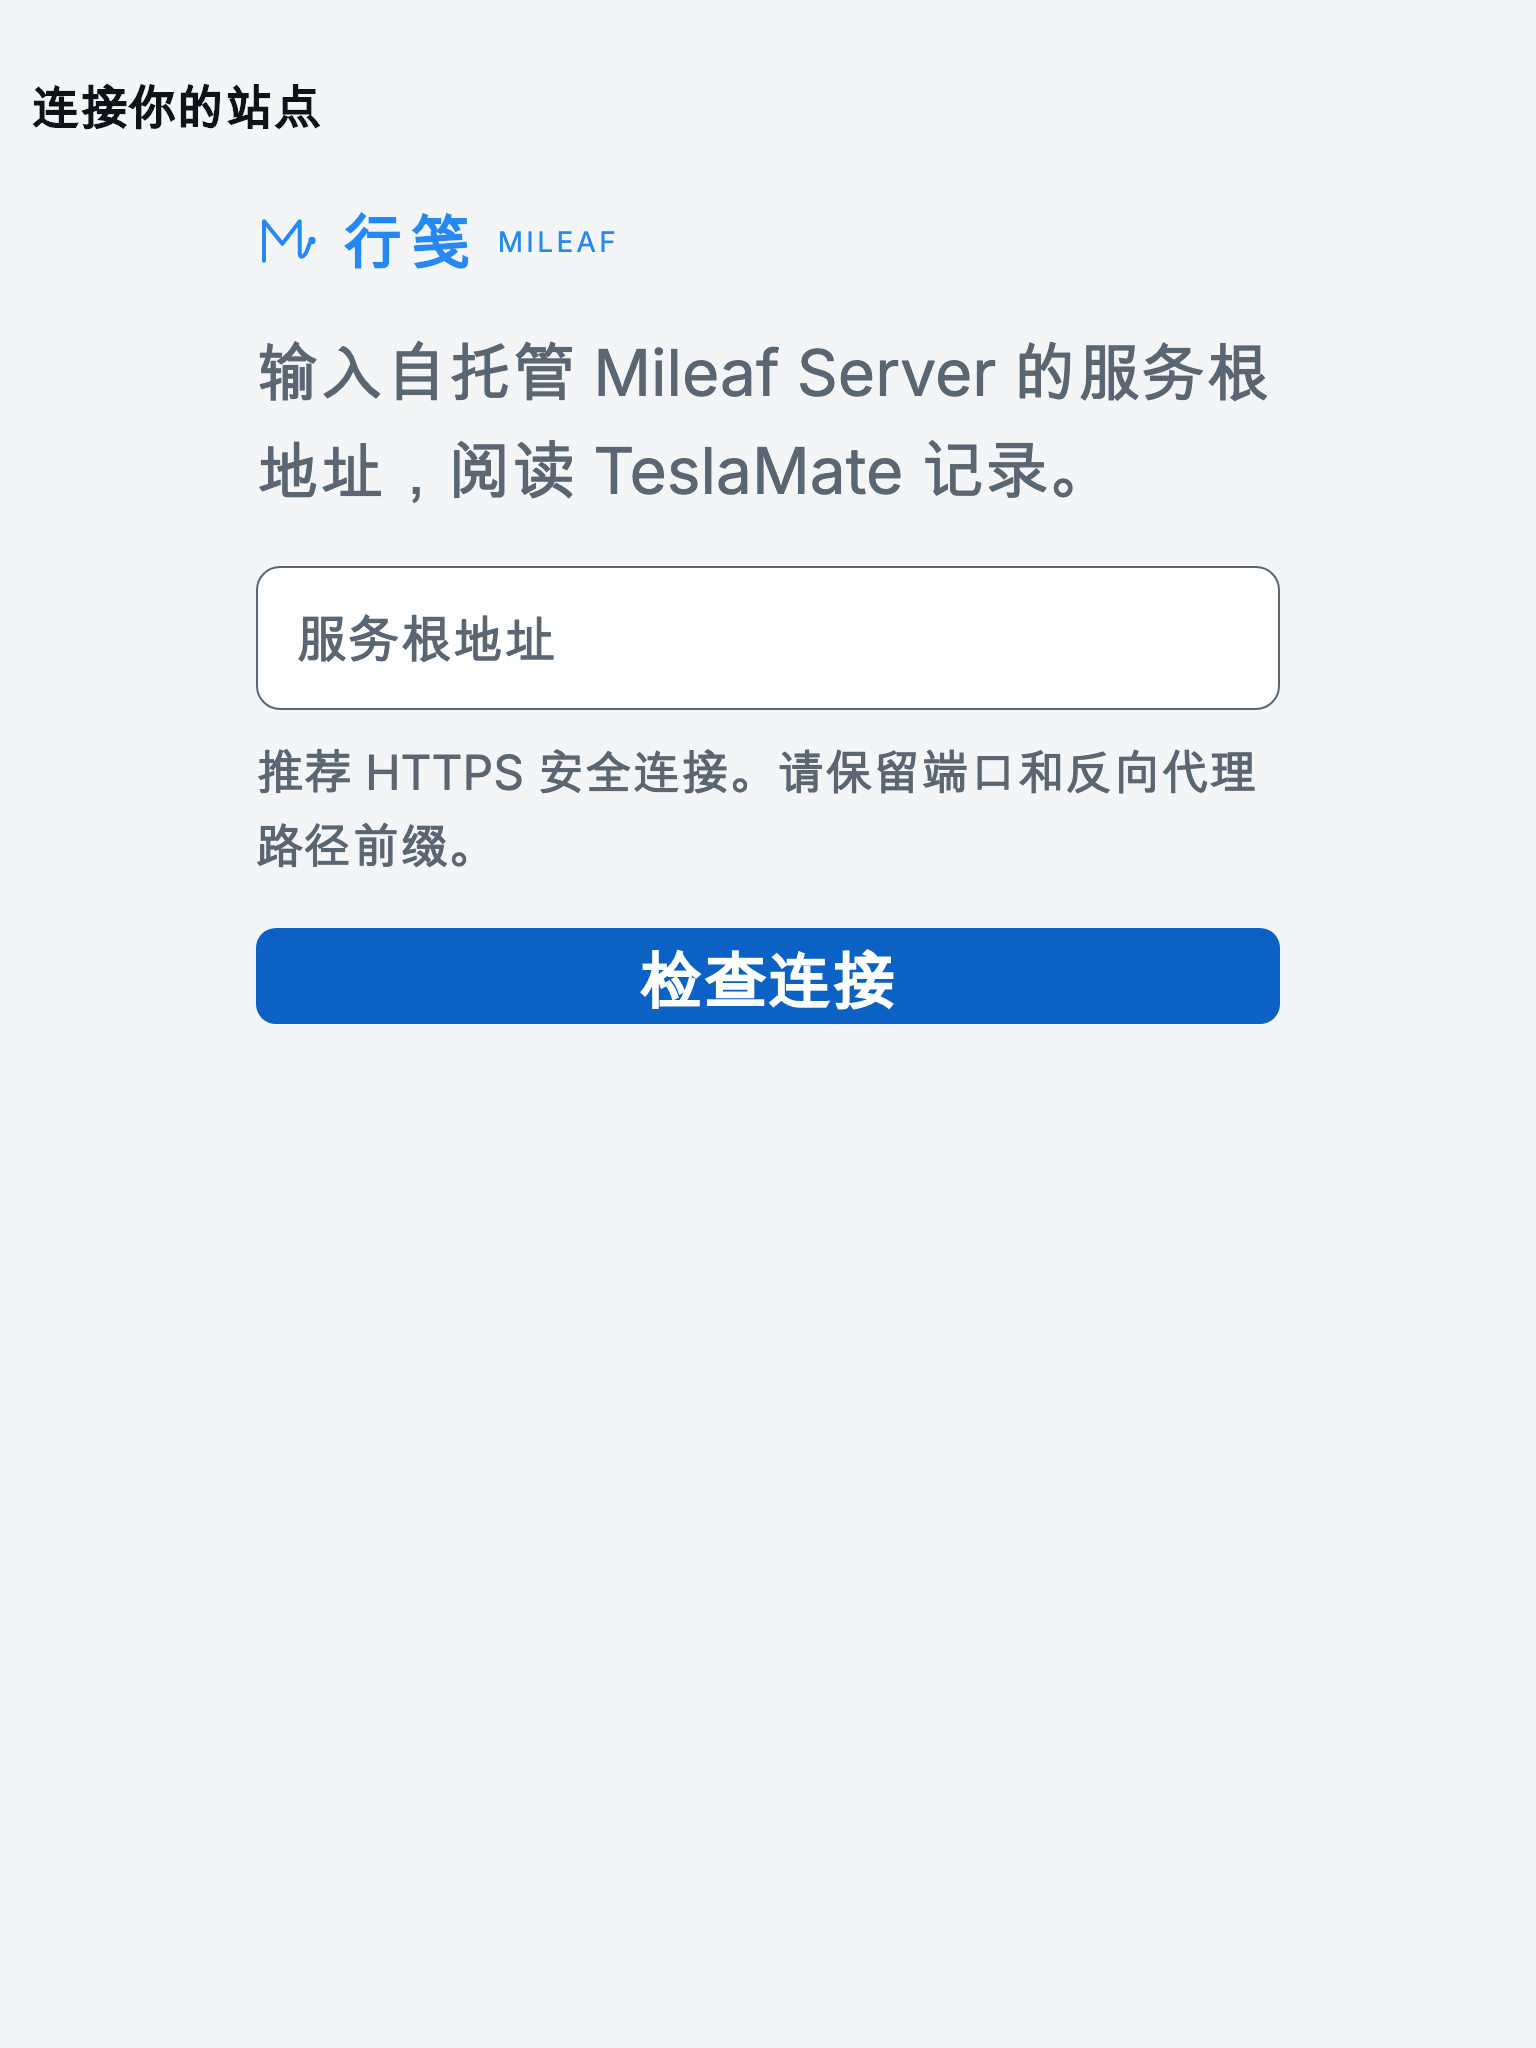 连接你的站点
行笺 MILEAF
输入自托管 Mileaf Server 的服务根
地址，阅读 TeslaMate 记录。
服务根地址
推荐 HTTPS 安全连接。请保留端口和反向代理
路径前缀。
检查连接